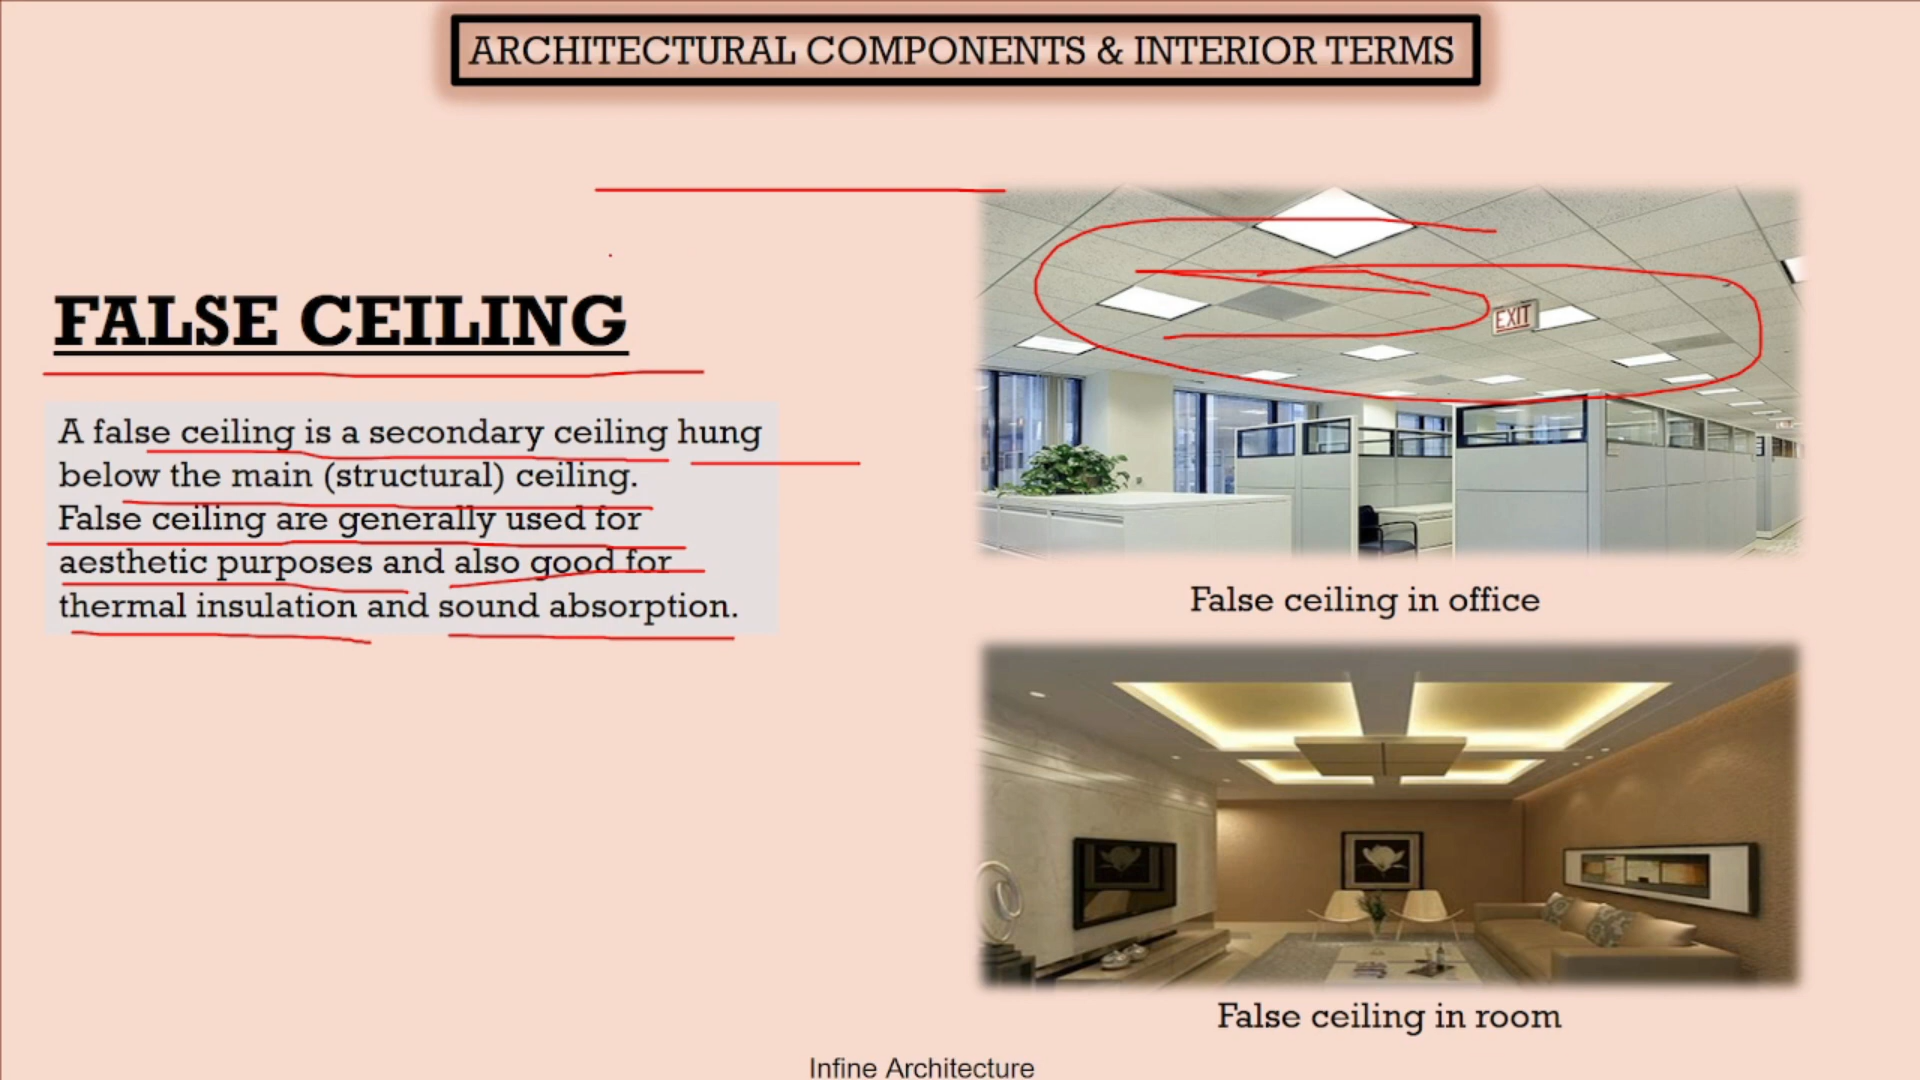 ARCHITECTURAL COMPONENTS & INTERIOR TERMS
FALSE CEILING
A false ceiling is a secondary ceiling hung
below the main (structural) ceiling.
False ceiling are generally used for
aesthetic purposes and also good for
thermal insulation and sound absorption.
EXIT
False ceiling in office
False ceiling in room
Infine Architecture